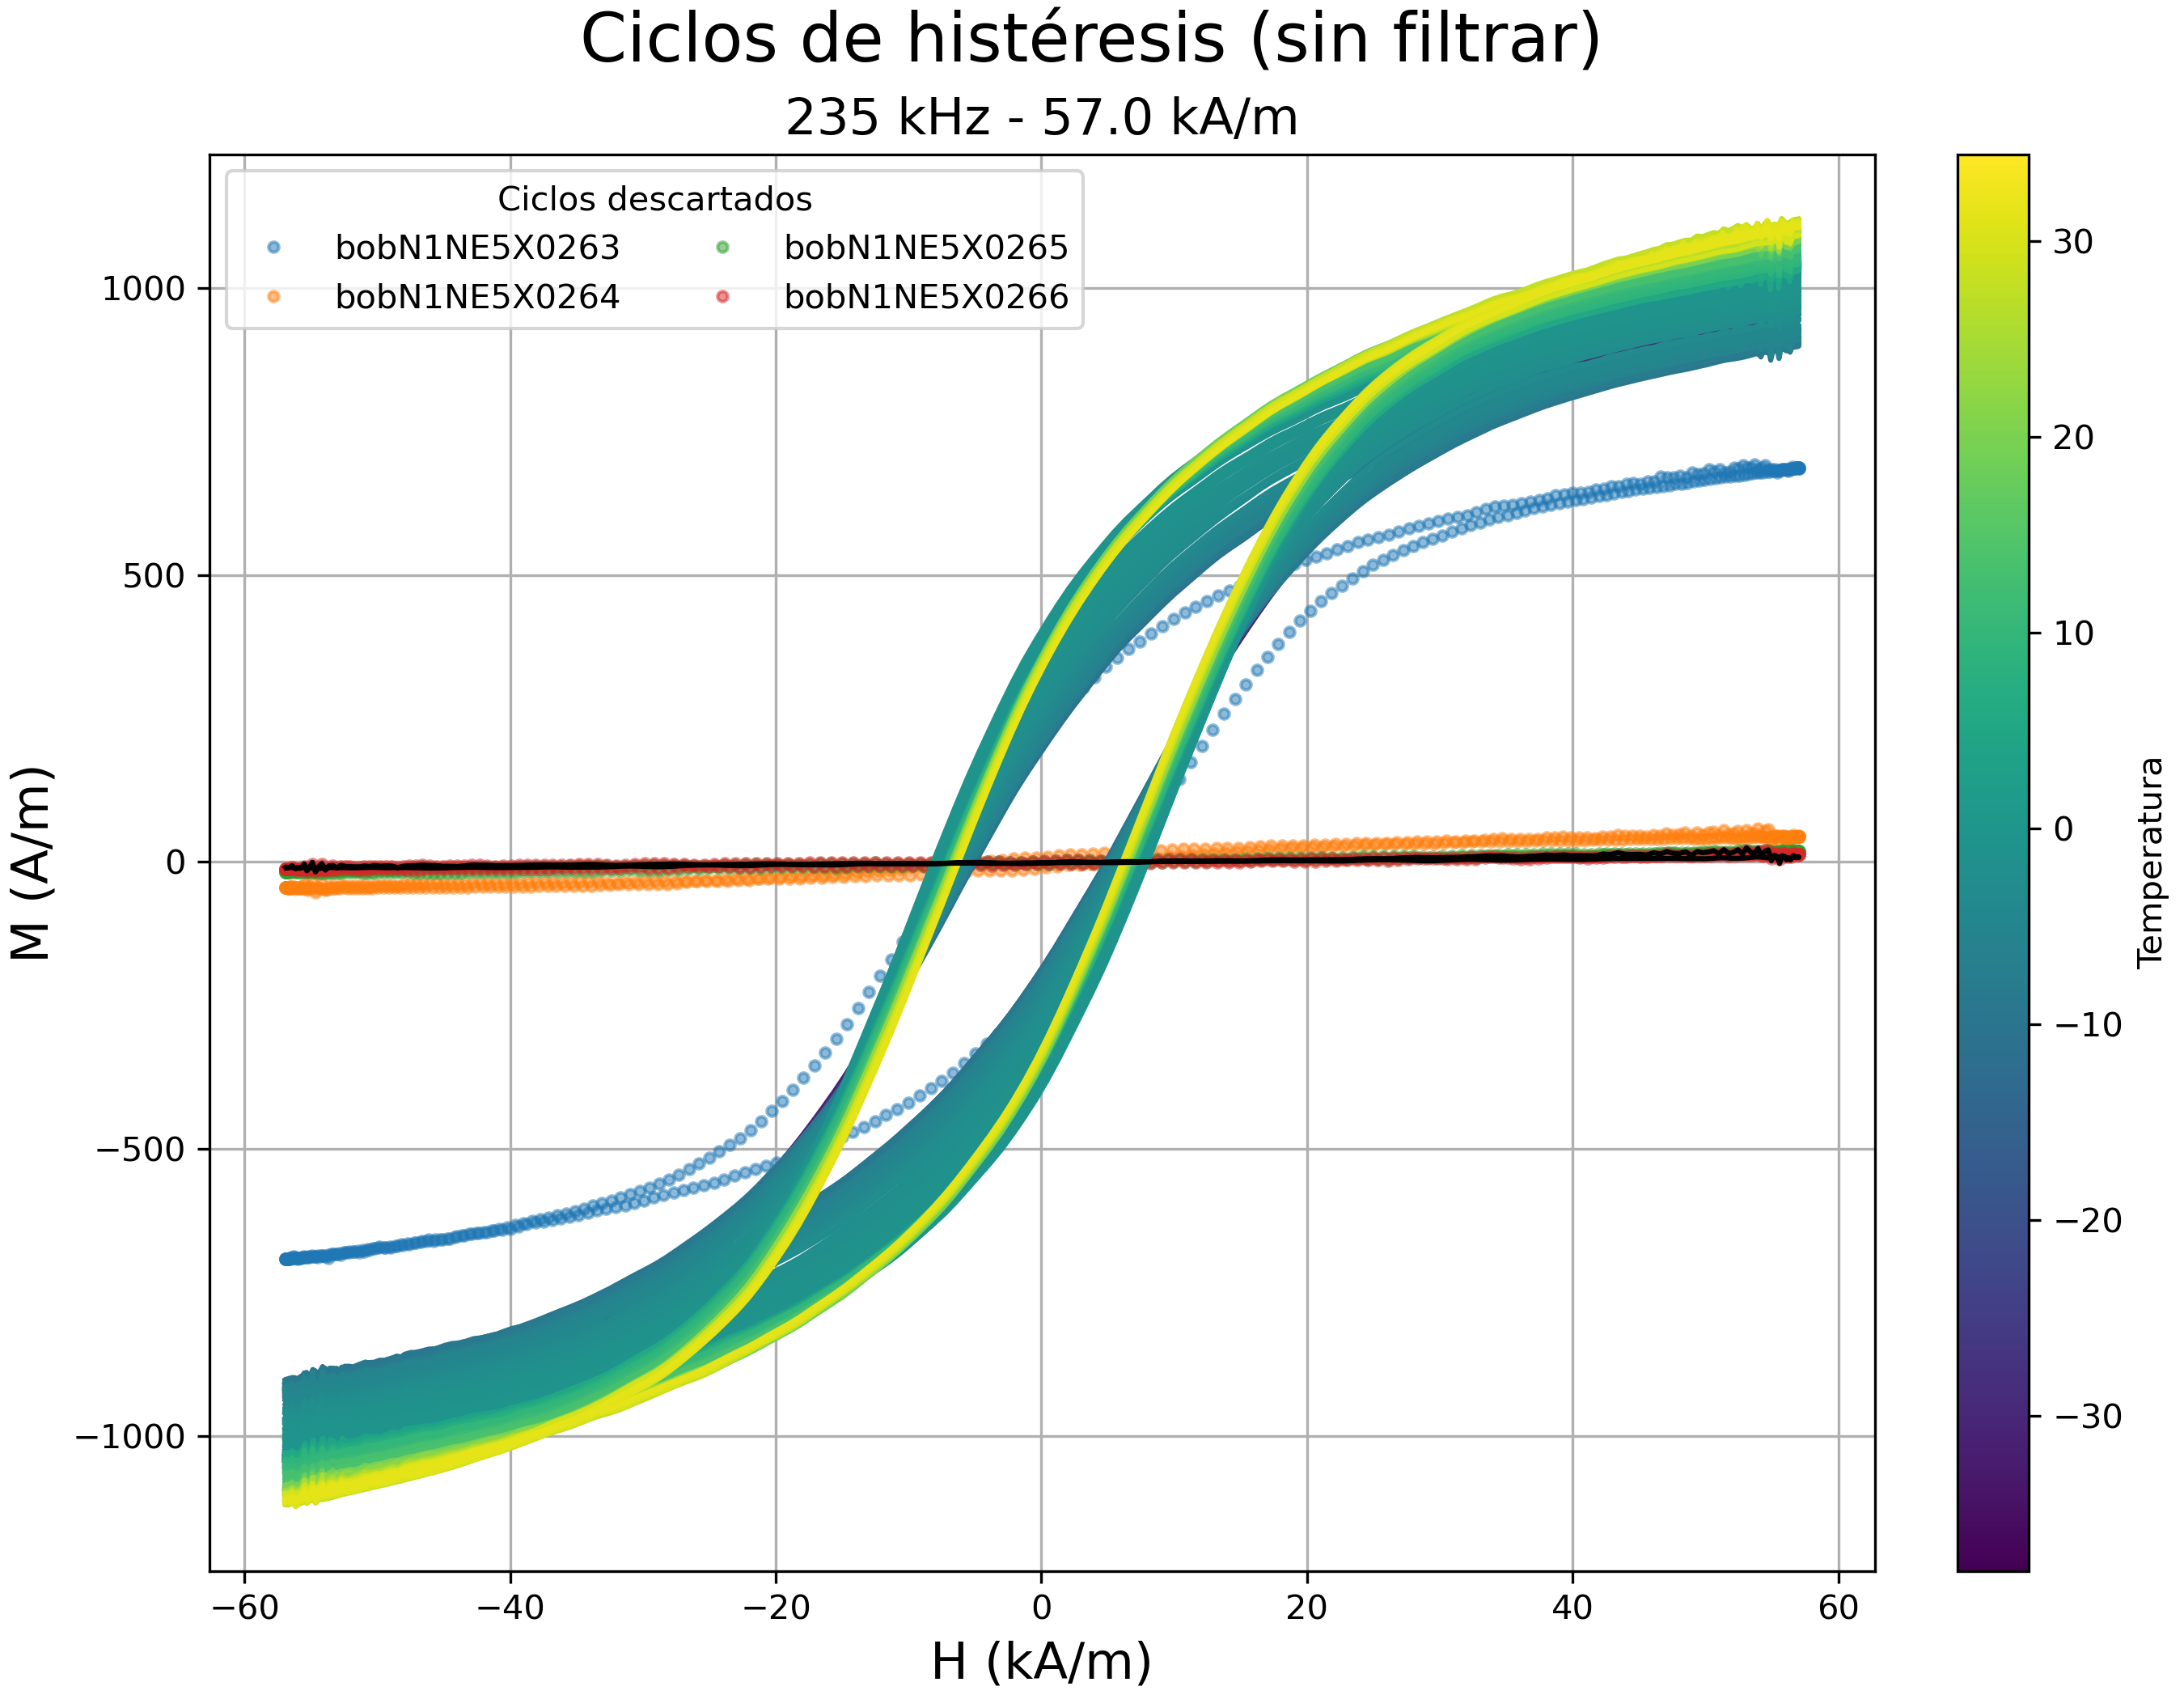 Ciclos de histéresis (sin filtrar)
235 kHz - 57.0 kA/m
Ciclos descartados
bobN1NE5X0263 bobN1NE5X0265
bobN1NE5X0264 bobN1NE5X0266
1000
500
0
−500
−1000
M (A/m)
−60 −40 −20 0 20 40 60
H (kA/m)
30
20
10
0
−10
−20
−30
Temperatura